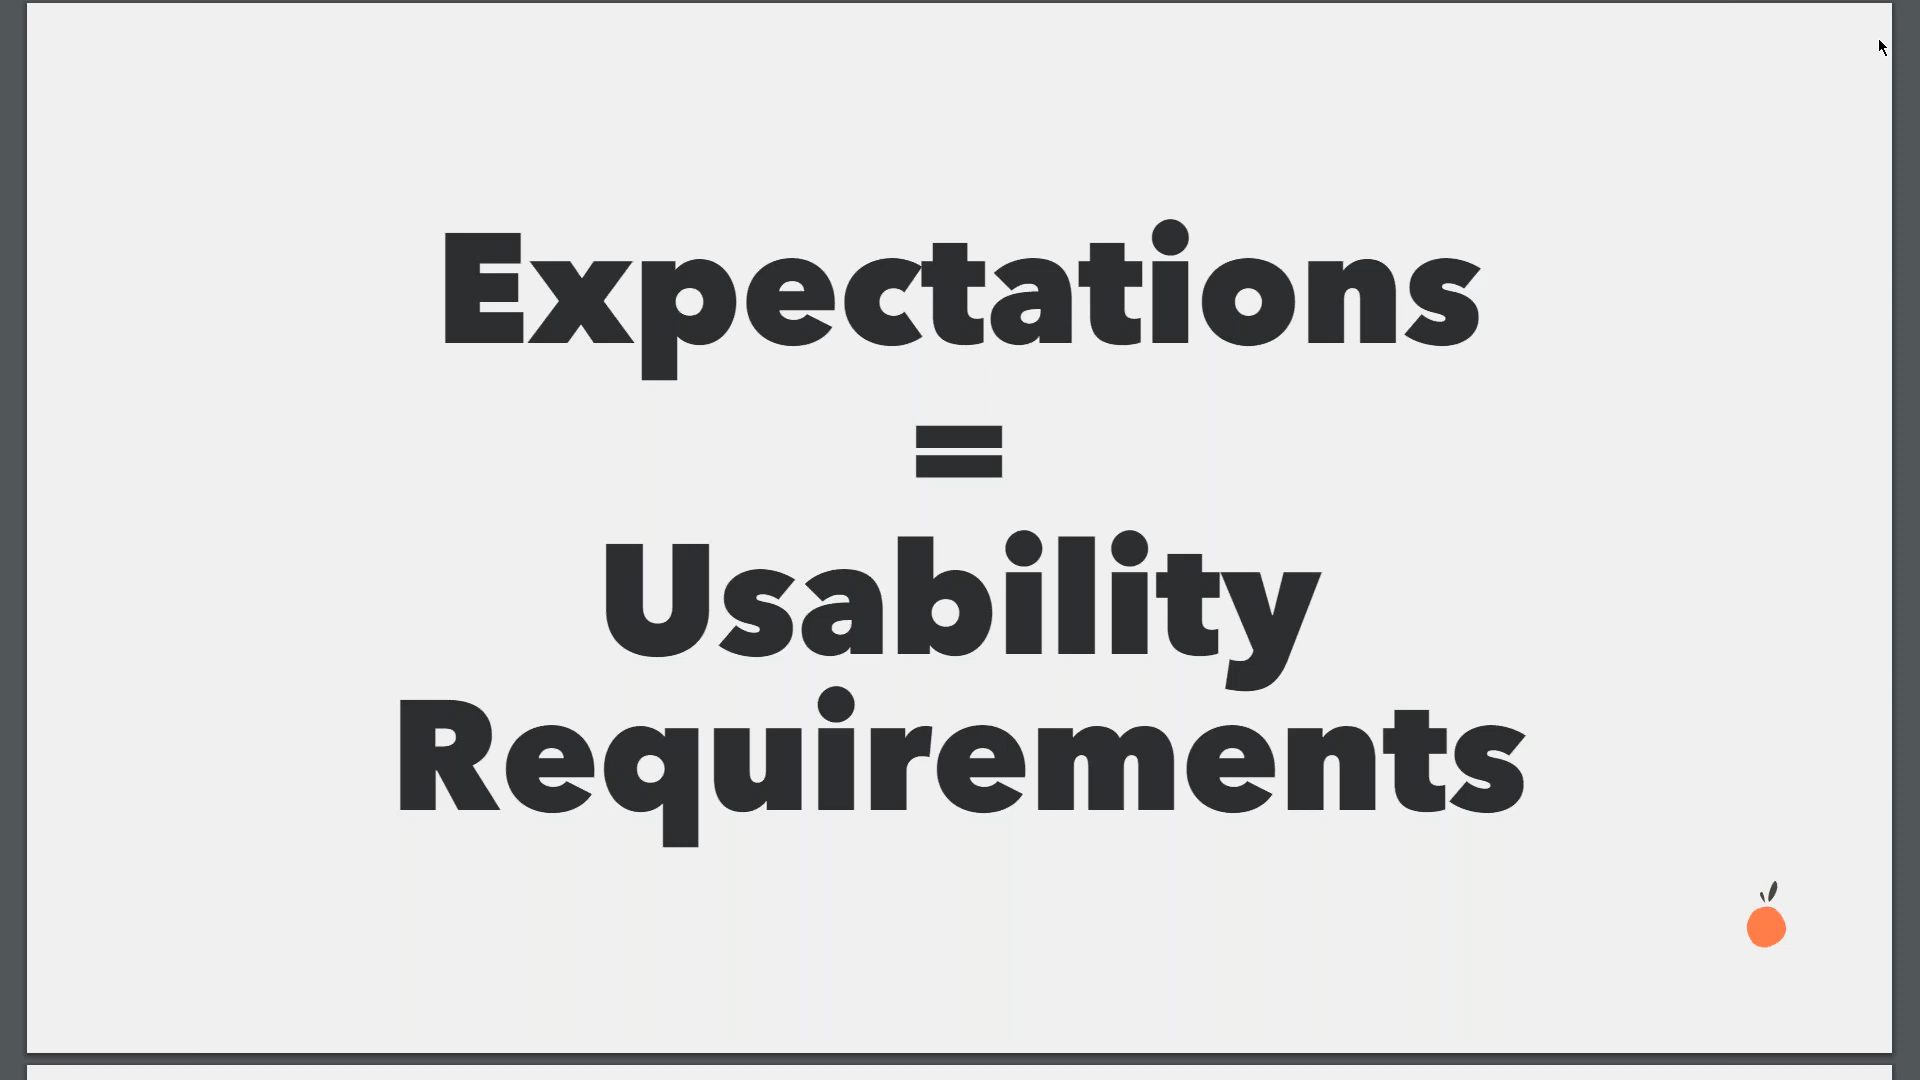 Expectations
=
Usability
Requirements